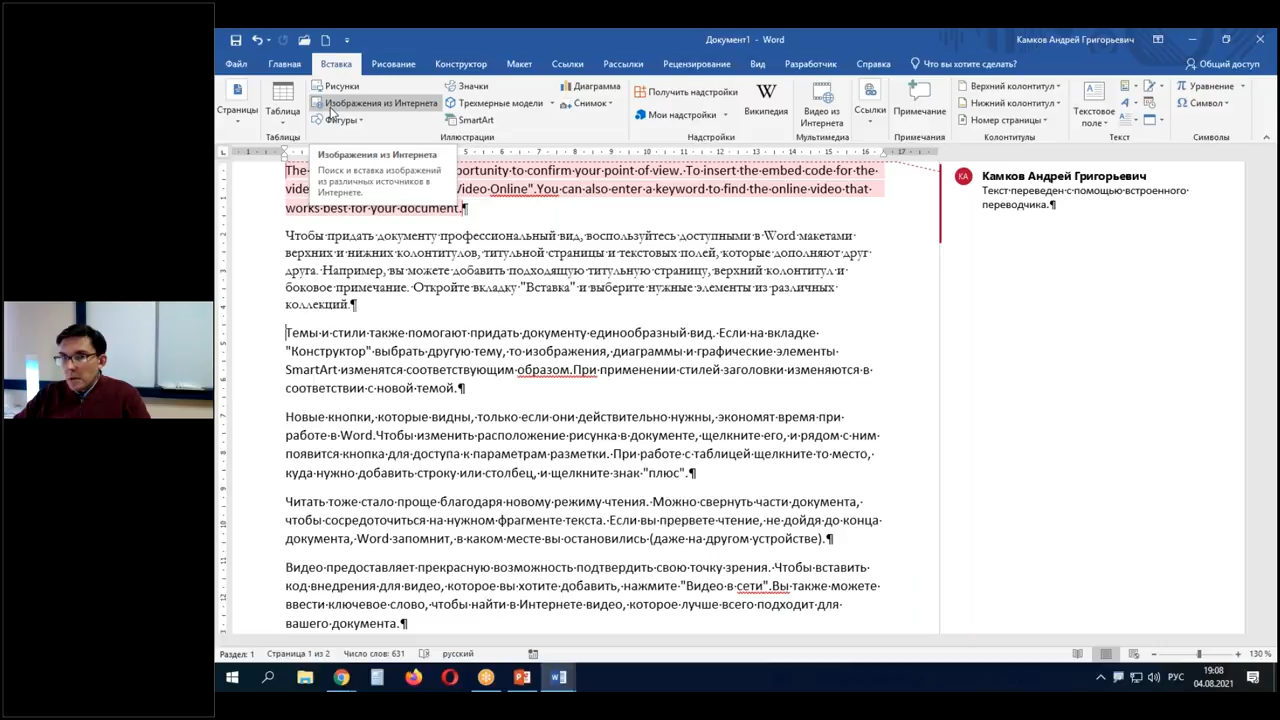 Документ1 - Word
Камков Андрей Григорьевич
Файл Главная Вставка Рисование Конструктор Макет Ссылки Рассылки Рецензирование Вид Разработчик Справка Что вы хотите сделать? Общий доступ
Страницы
Таблица
Таблицы
Рисунки
Изображения из Интернета
Фигуры
Значки
Трехмерные модели
SmartArt
Диаграмма
Снимок
Иллюстрации
Получить надстройки
Мои надстройки
Википедия
Надстройки
Видео из Интернета
Мультимедиа
Ссылки
Примечание
Примечания
Верхний колонтитул
Нижний колонтитул
Номер страницы
Колонтитулы
Текстовое поле
Текст
Уравнение
Символ
Символы
Изображения из Интернета
Поиск и вставка изображений
из различных источников в
Интернете.
The portunity to confirm your point of view. To insert the embed code for the
ideo Online".You can also enter a keyword to find the online video that
works best for your document.¶
Чтобы придать документу профессиональный вид, воспользуйтесь доступными в Word макетами
верхних и нижних колонтитулов, титульной страницы и текстовых полей, которые дополняют друг
друга. Например, вы можете добавить подходящую титульную страницу, верхний колонтитул и
боковое примечание. Откройте вкладку "Вставка" и выберите нужные элементы из различных
коллекций.¶
Темы и стили также помогают придать документу единообразный вид. Если на вкладке
"Конструктор" выбрать другую тему, то изображения, диаграммы и графические элементы
SmartArt изменятся соответствующим образом.При применении стилей заголовки изменяются в
соответствии с новой темой.¶
Новые кнопки, которые видны, только если они действительно нужны, экономят время при
работе в Word.Чтобы изменить расположение рисунка в документе, щелкните его, и рядом с ним
появится кнопка для доступа к параметрам разметки. При работе с таблицей щелкните то место,
куда нужно добавить строку или столбец, и щелкните знак "плюс".¶
Читать тоже стало проще благодаря новому режиму чтения. Можно свернуть части документа,
чтобы сосредоточиться на нужном фрагменте текста. Если вы прервете чтение, не дойдя до конца
документа, Word запомнит, в каком месте вы остановились (даже на другом устройстве).¶
Видео предоставляет прекрасную возможность подтвердить свою точку зрения. Чтобы вставить
код внедрения для видео, которое вы хотите добавить, нажмите "Видео в сети".Вы также можете
ввести ключевое слово, чтобы найти в Интернете видео, которое лучше всего подходит для
вашего документа.¶
КА Камков Андрей Григорьевич
Текст переведен с помощью встроенного
переводчика.¶
Раздел: 1 Страница 1 из 2 Число слов: 631 русский 130 %
РУС
19:08
04.08.2021